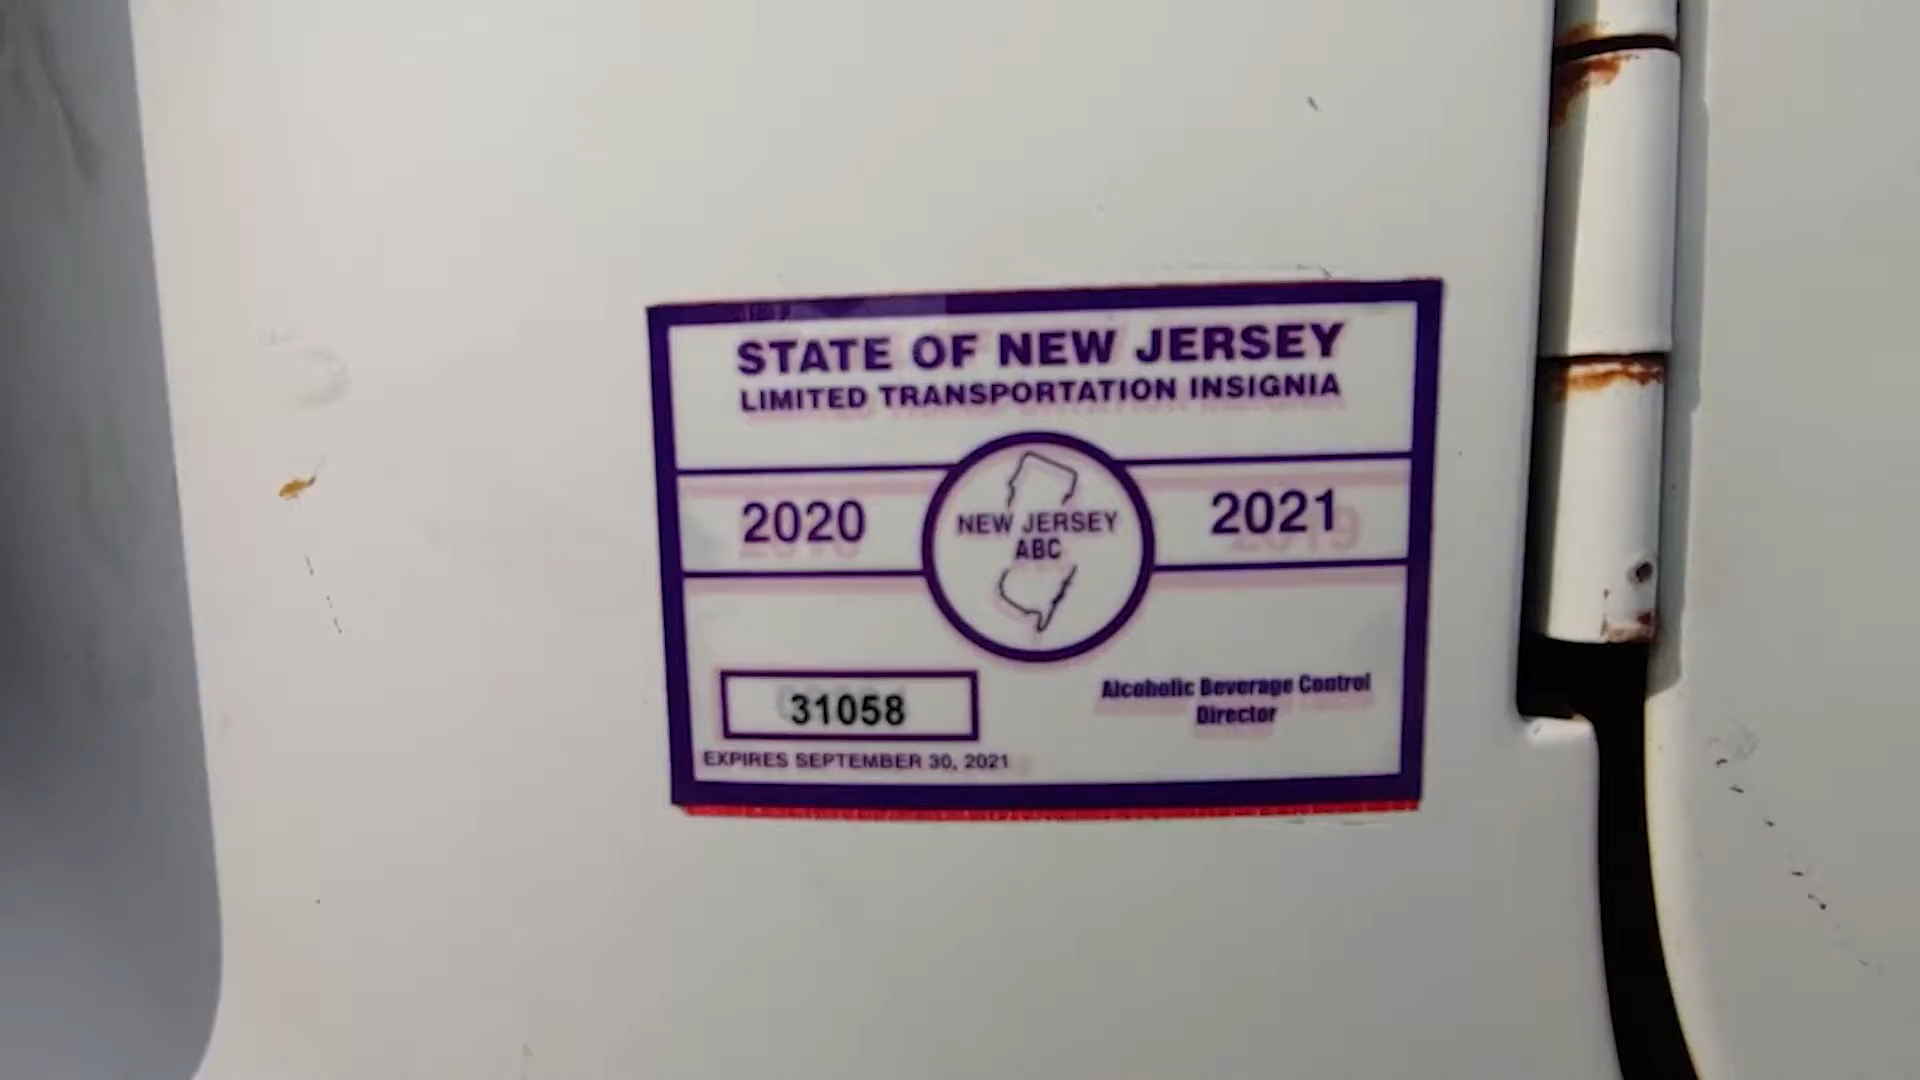 STATE OF NEW JERSEY
LIMITED TRANSPORTATION INSIGNIA
2020
NEW JERSEY
ABC
2021
31058
Alcoholic Beverage Control
Director
EXPIRES SEPTEMBER 30, 2021